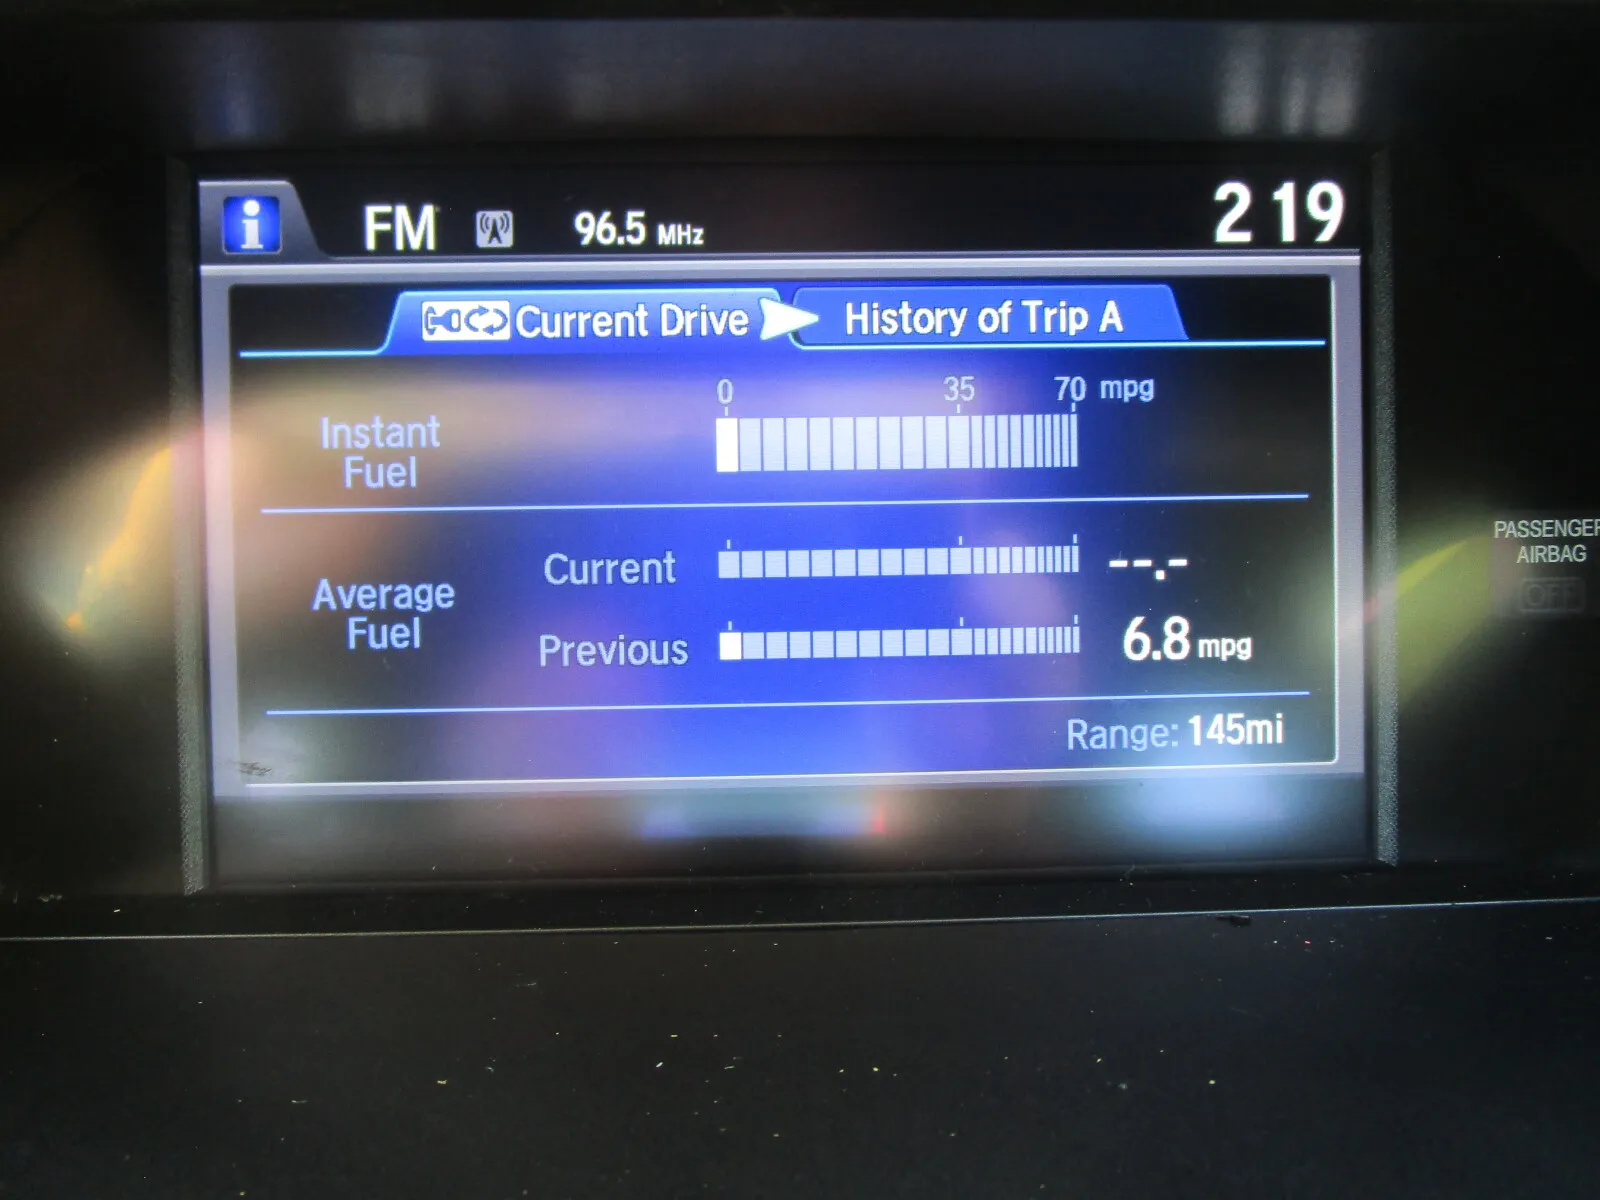 i FM 96.5 MHz 2 19
Current Drive History of Trip A
0 35 70 mpg
Instant
Fuel
Average
Fuel
Current --.-
Previous 6.8 mpg
Range: 145mi
PASSENGER
AIRBAG
OFF